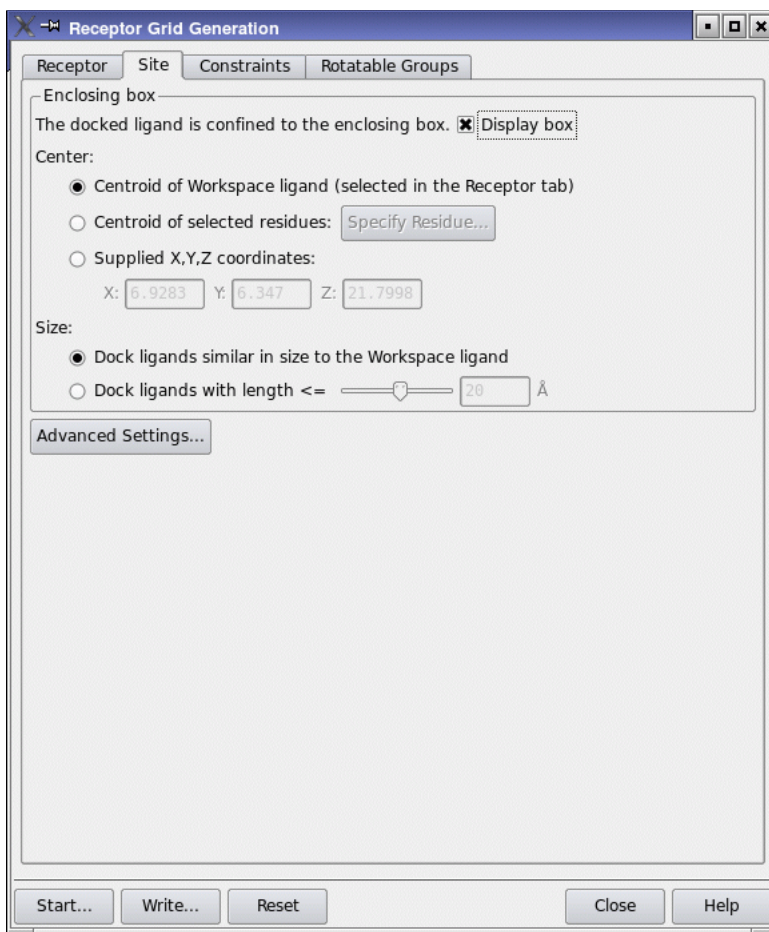 Receptor Grid Generation
Receptor Site Constraints Rotatable Groups
Enclosing box
The docked ligand is confined to the enclosing box. Display box
Center:
Centroid of Workspace ligand (selected in the Receptor tab)
Centroid of selected residues: Specify Residue...
Supplied X,Y,Z coordinates:
X: 6.9283 Y: 6.347 Z: 21.7998
Size:
Dock ligands similar in size to the Workspace ligand
Dock ligands with length <= 20 Å
Advanced Settings...
Start... Write... Reset Close Help